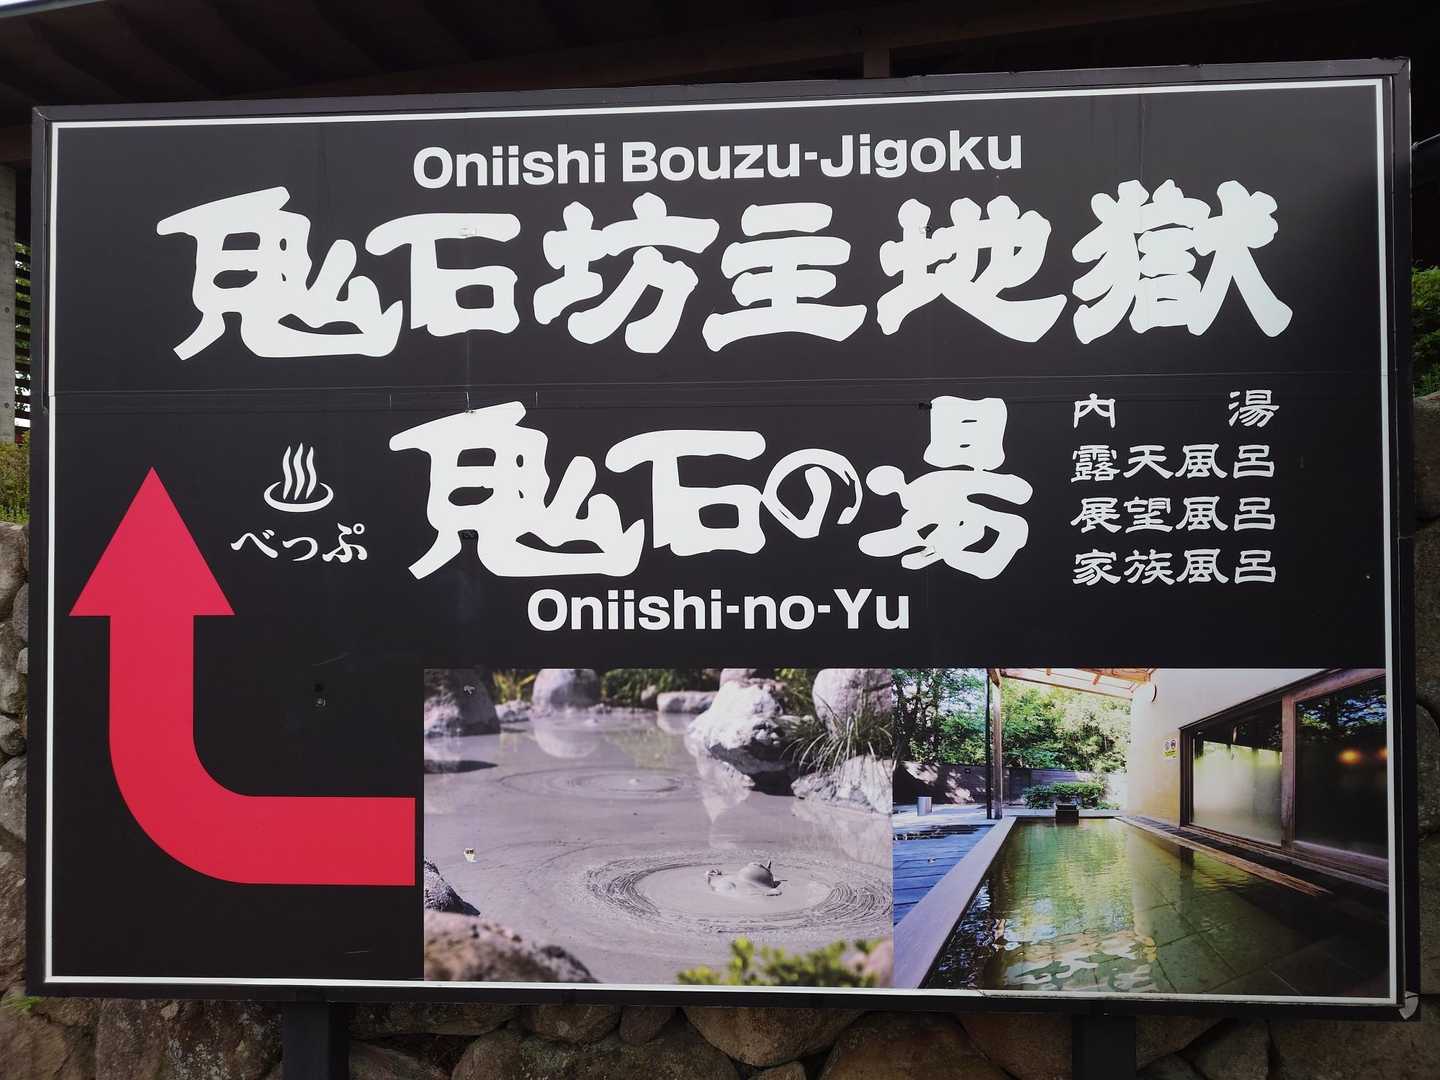 Oniishi Bouzu-Jigoku
鬼石坊主地獄
べっぷ
鬼石の湯
Oniishi-no-Yu
内 湯
露天風呂
展望風呂
家族風呂